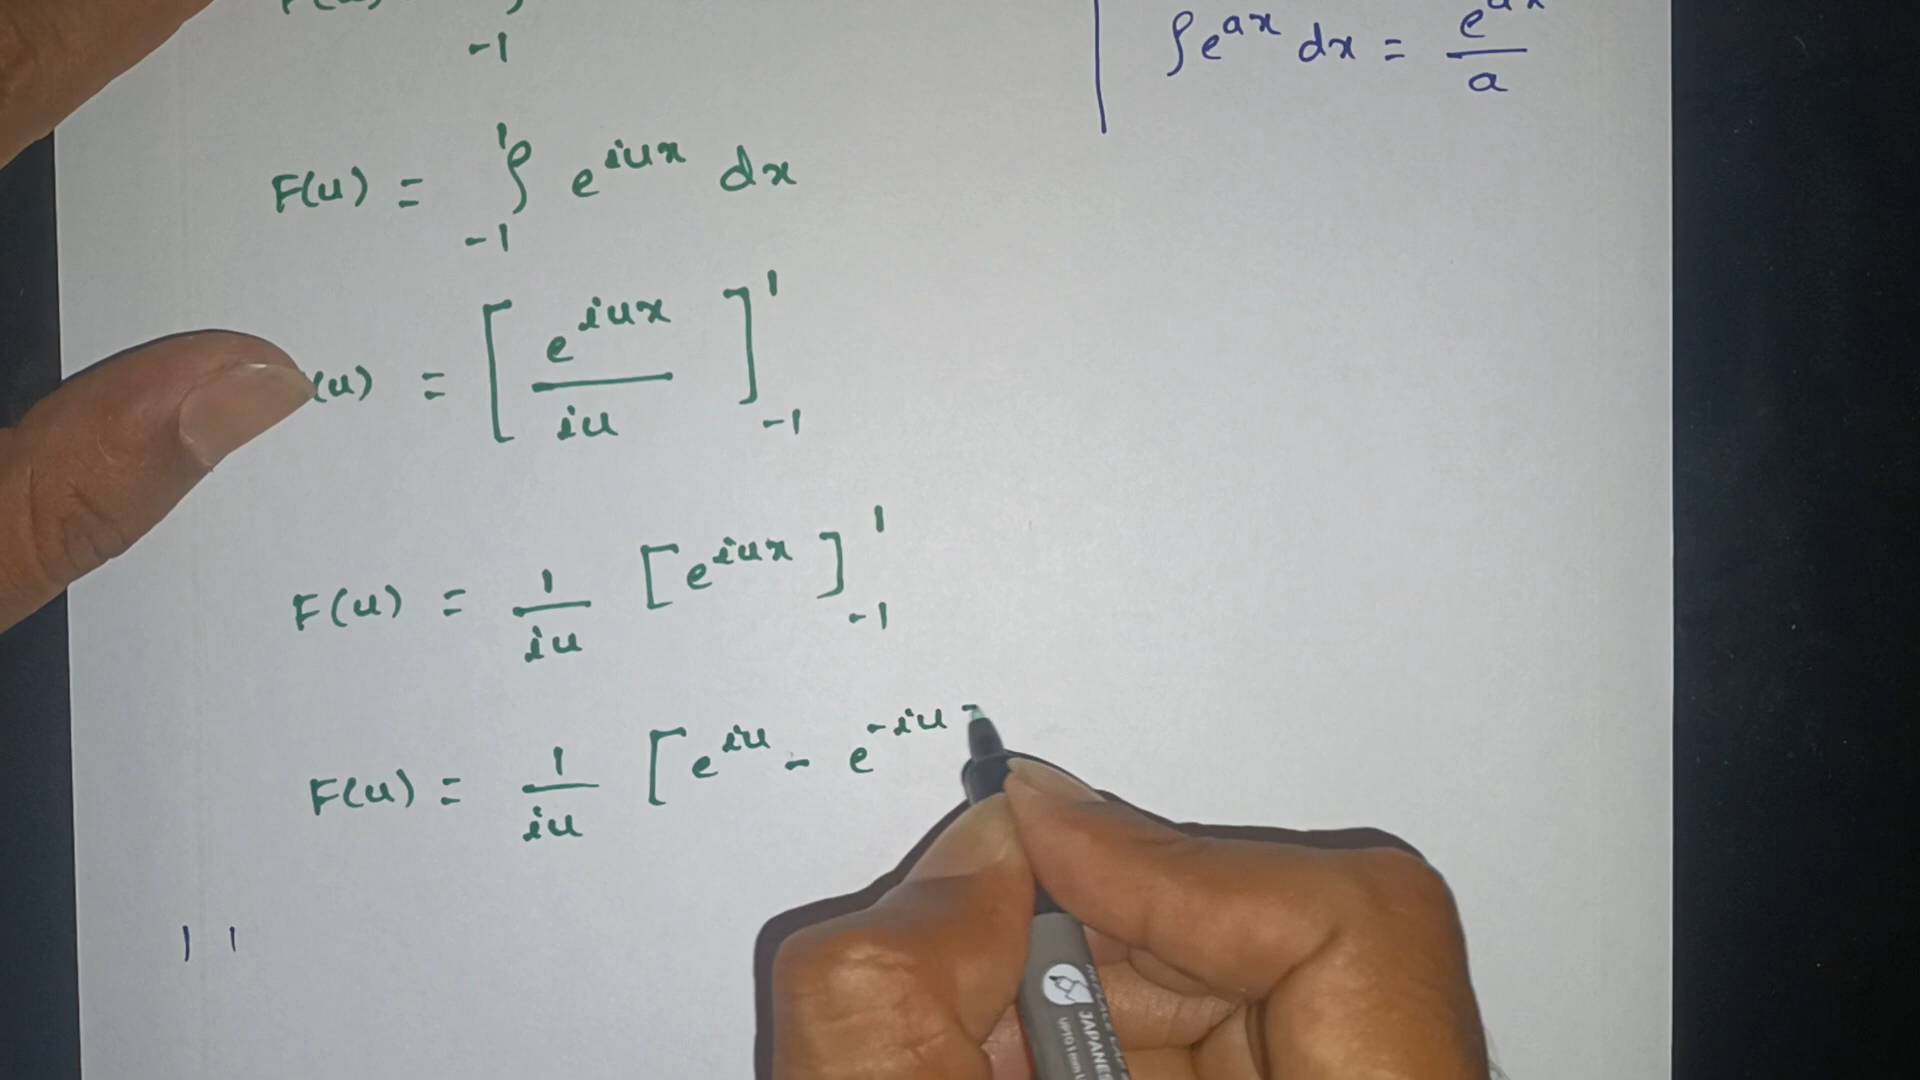 -1
∫ e^{ax} dx = e^{ax}/a
F(u) = ∫_{-1}^{1} e^{iux} dx
(u) = [e^{iux}/iu]_{-1}^{1}
F(u) = 1/iu [e^{iux}]_{-1}^{1}
F(u) = 1/iu [e^{iu} - e^{-iu}
JAPANE